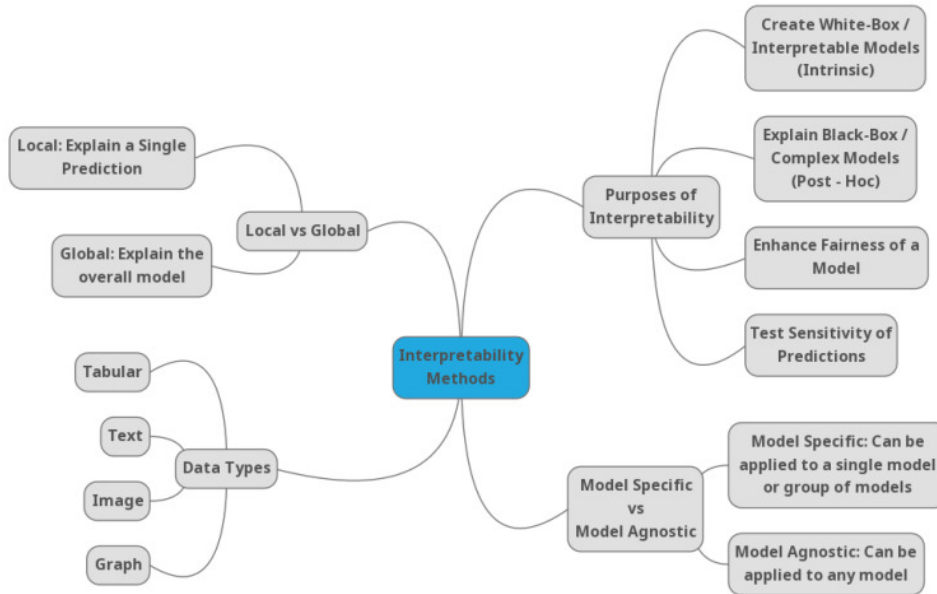 Create White-Box /
Interpretable Models
(Intrinsic)
Local: Explain a Single
Prediction
Explain Black-Box /
Complex Models
(Post - Hoc)
Purposes of
Interpretability
Local vs Global
Global: Explain the
overall model
Enhance Fairness of a
Model
Test Sensitivity of
Predictions
Interpretability
Methods
Tabular
Text
Data Types
Image
Graph
Model Specific
vs
Model Agnostic
Model Specific: Can be
applied to a single model
or group of models
Model Agnostic: Can be
applied to any model